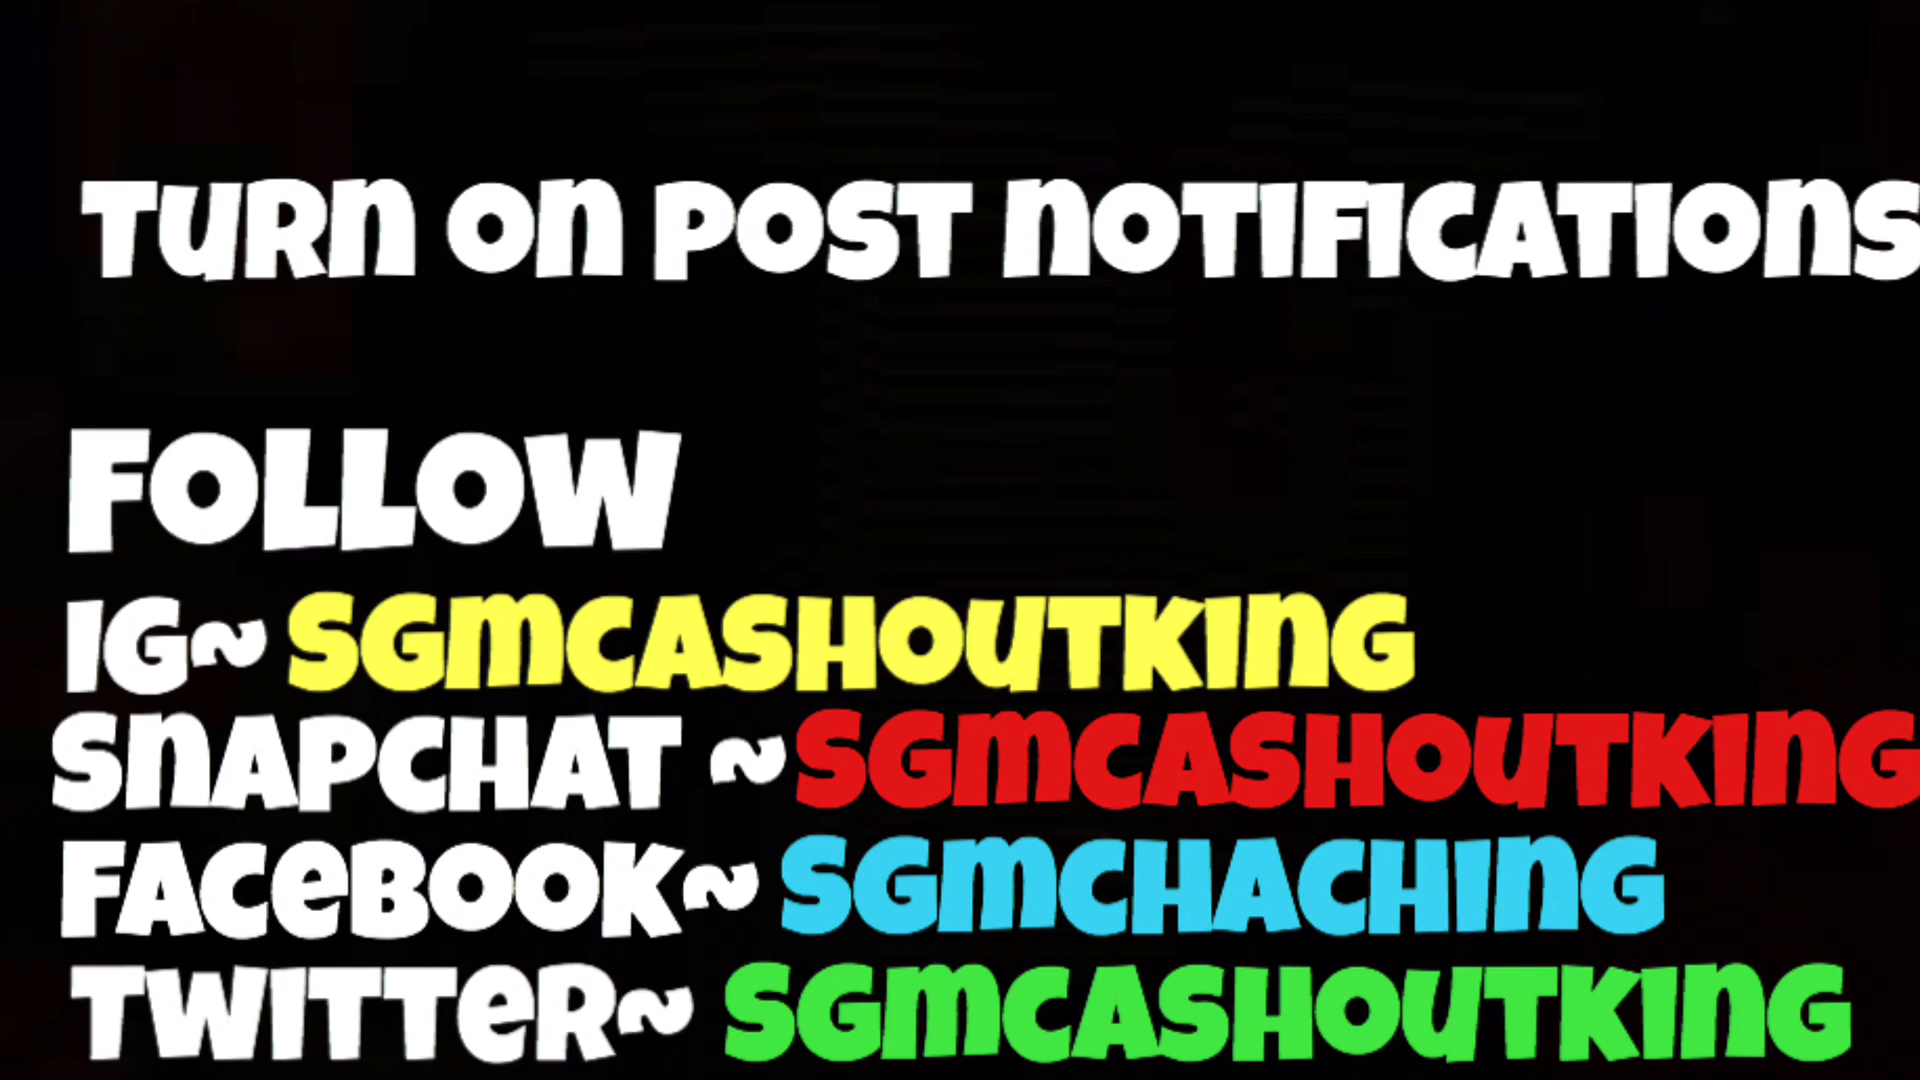 TURN ON POST NOTIFICATIONS
FOLLOW
IG~ SGMCASHOUTKING
SNAPCHAT ~SGMCASHOUTKING
FACEBOOK~ SGMCHACHING
TWITTER~ SGMCASHOUTKING